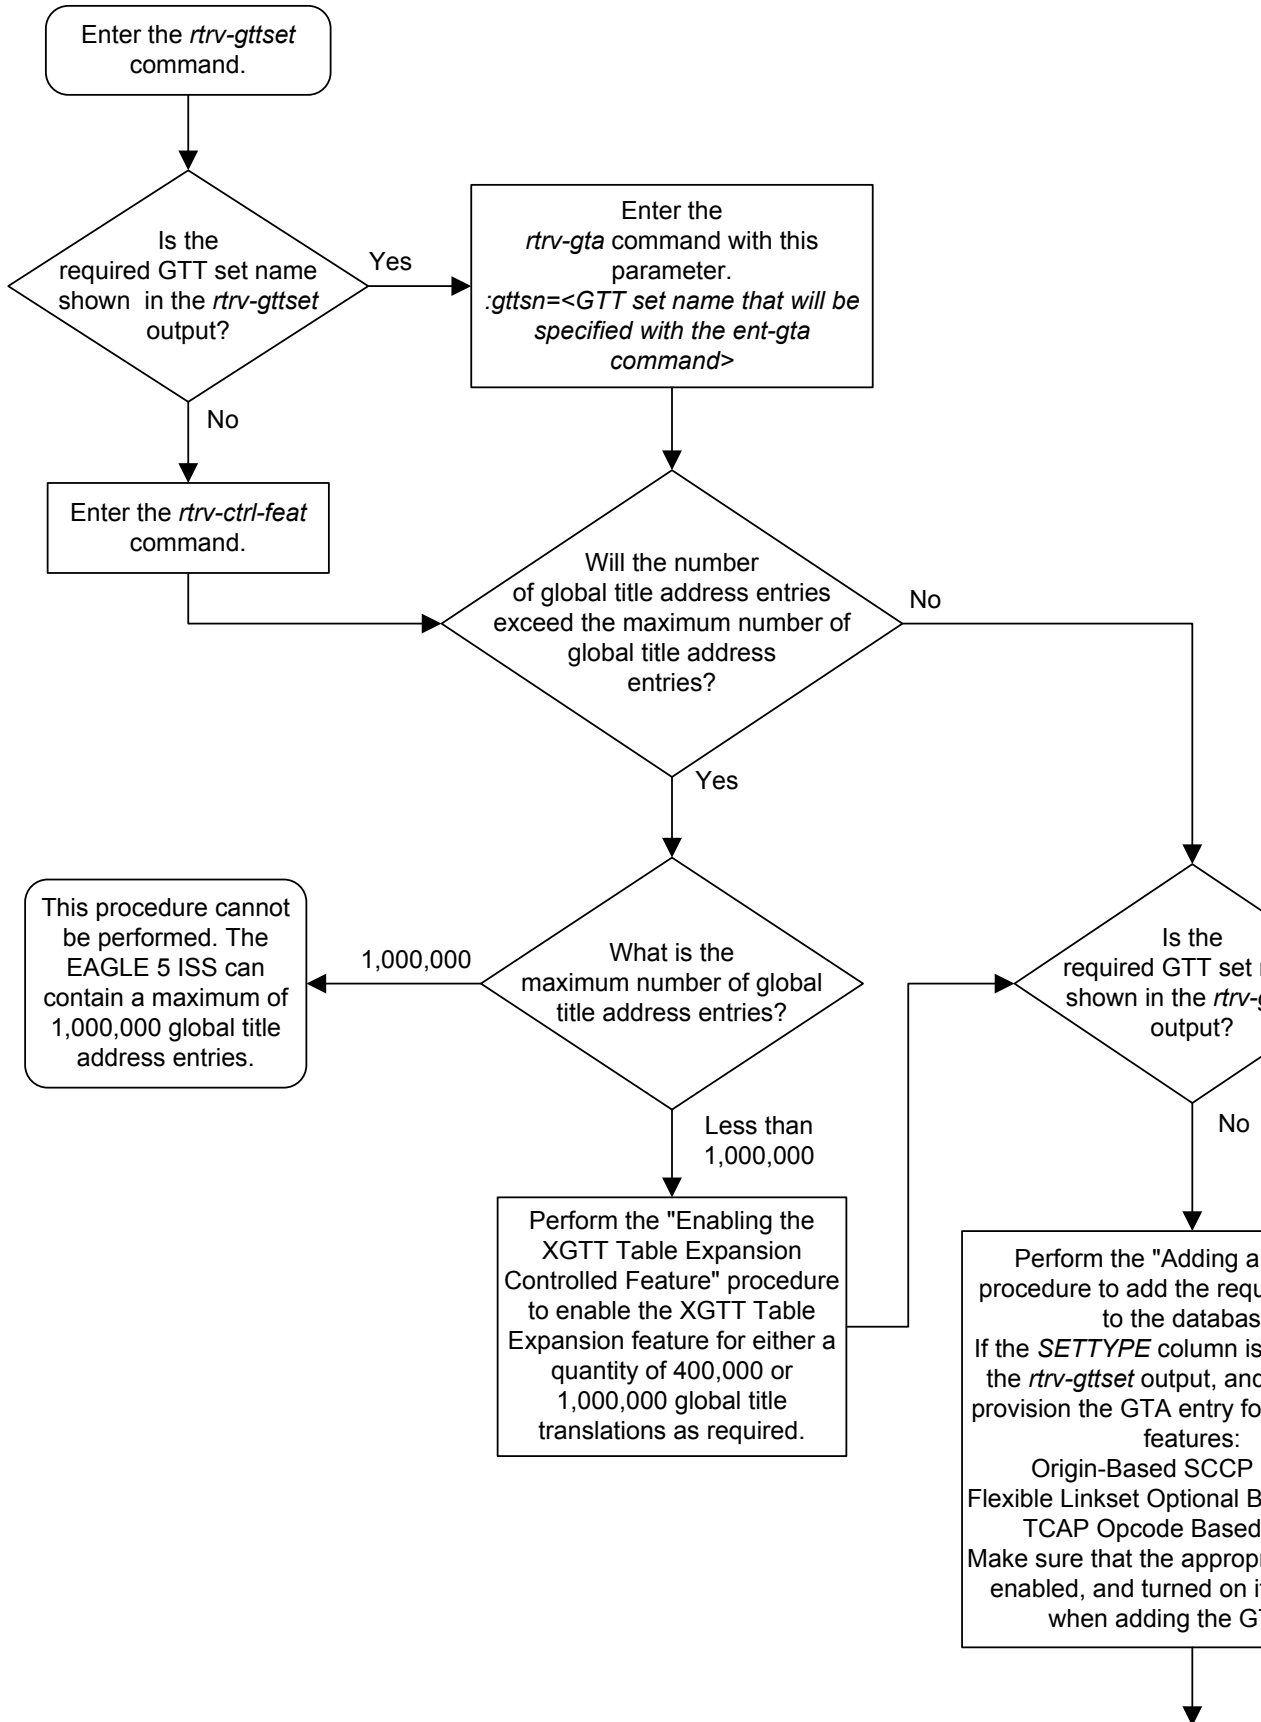 Enter the rtrv-gttset
command.
Is the
required GTT set name
shown in the rtrv-gttset
output?
Yes
No
Enter the
rtrv-gta command with this
parameter.
:gttsn=<GTT set name that will be
specified with the ent-gta
command>
Enter the rtrv-ctrl-feat
command.
Will the number
of global title address entries
exceed the maximum number of
global title address
entries?
No
Yes
This procedure cannot
be performed. The
EAGLE 5 ISS can
contain a maximum of
1,000,000 global title
address entries.
1,000,000
What is the
maximum number of global
title address entries?
Less than
1,000,000
Perform the "Enabling the
XGTT Table Expansion
Controlled Feature" procedure
to enable the XGTT Table
Expansion feature for either a
quantity of 400,000 or
1,000,000 global title
translations as required.
Is the
required GTT set
shown in the rtrv-
output?
No
Perform the "Adding a
procedure to add the
to the
If the SETTYPE column is
the rtrv-gttset output, and
provision the GTA entry
features:
Origin-Based SCCP
Flexible Linkset Optional
TCAP Opcode Based
Make sure that the
enabled, and turned on
when adding the